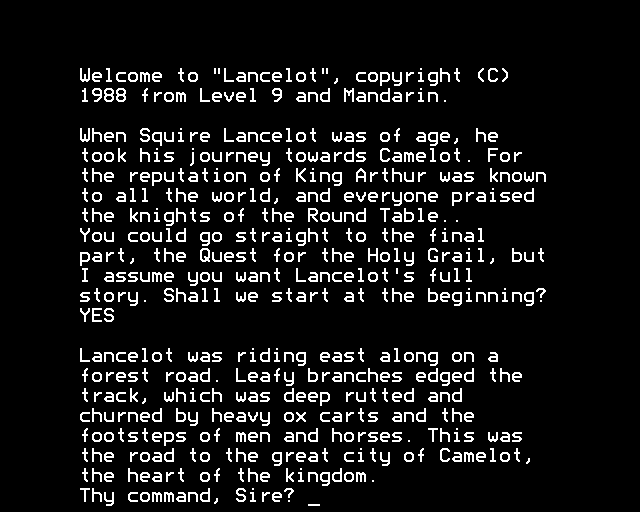 Welcome to "Lancelot", copyright (C)
1988 from Level 9 and Mandarin.
When Squire Lancelot was of age, he
took his journey towards Camelot. For
the reputation of King Arthur was known
to all the world, and everyone praised
the knights of the Round Table..
You could go straight to the final
part, the Quest for the Holy Grail, but
I assume you want Lancelot's full
story. Shall we start at the beginning?
YES
Lancelot was riding east along on a
forest road. Leafy branches edged the
track, which was deep rutted and
churned by heavy ox carts and the
footsteps of men and horses. This was
the road to the great city of Camelot,
the heart of the kingdom.
Thy command, Sire? _